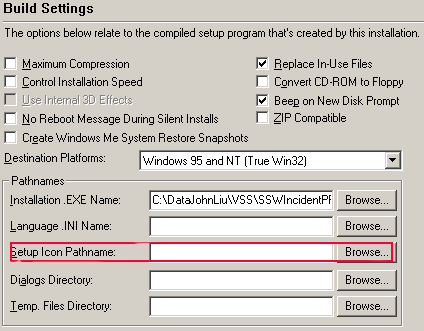 Build Settings
The options below relate to the compiled setup program that's created by this installation.
Maximum Compression
Replace In-Use Files
Control Installation Speed
Convert CD-ROM to Floppy
Use Internal 3D Effects
Beep on New Disk Prompt
No Reboot Message During Silent Installs
ZIP Compatible
Create Windows Me System Restore Snapshots
Destination Platforms: Windows 95 and NT (True Win32)
Pathnames
Installation .EXE Name: C:\DataJohnLiu\VSS\SSWIncidentPF Browse...
Language .INI Name: Browse...
Setup Icon Pathname: Browse...
Dialogs Directory: Browse...
Temp. Files Directory: Browse...